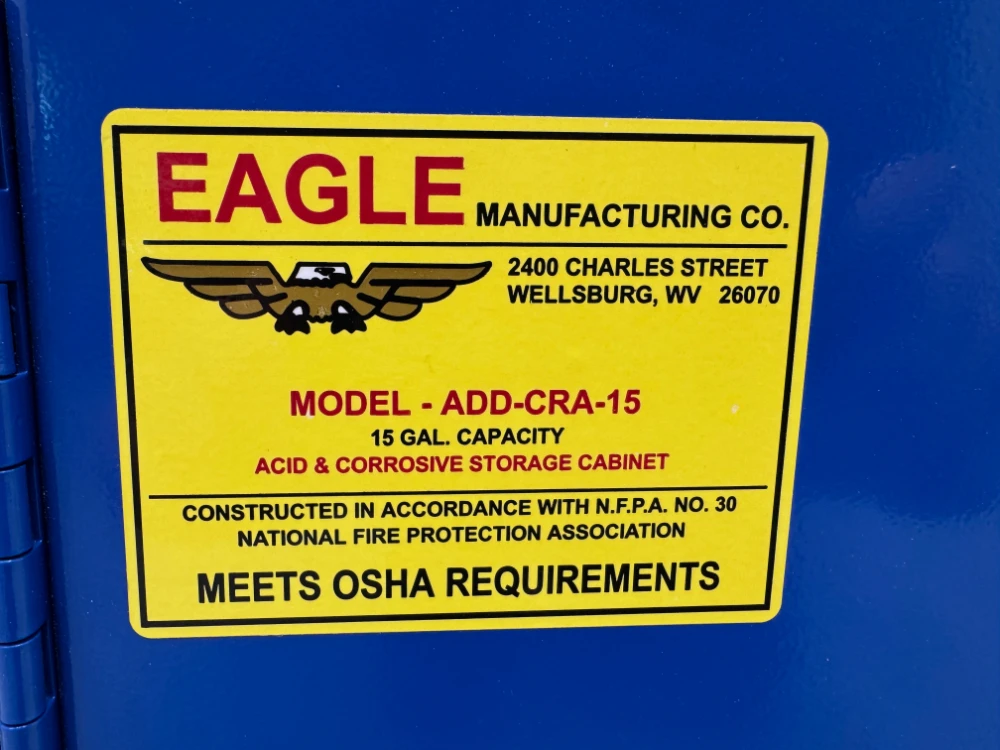 EAGLE MANUFACTURING CO.
2400 CHARLES STREET
WELLSBURG, WV 26070
MODEL - ADD-CRA-15
15 GAL. CAPACITY
ACID & CORROSIVE STORAGE CABINET
CONSTRUCTED IN ACCORDANCE WITH N.F.P.A. NO. 30
NATIONAL FIRE PROTECTION ASSOCIATION
MEETS OSHA REQUIREMENTS